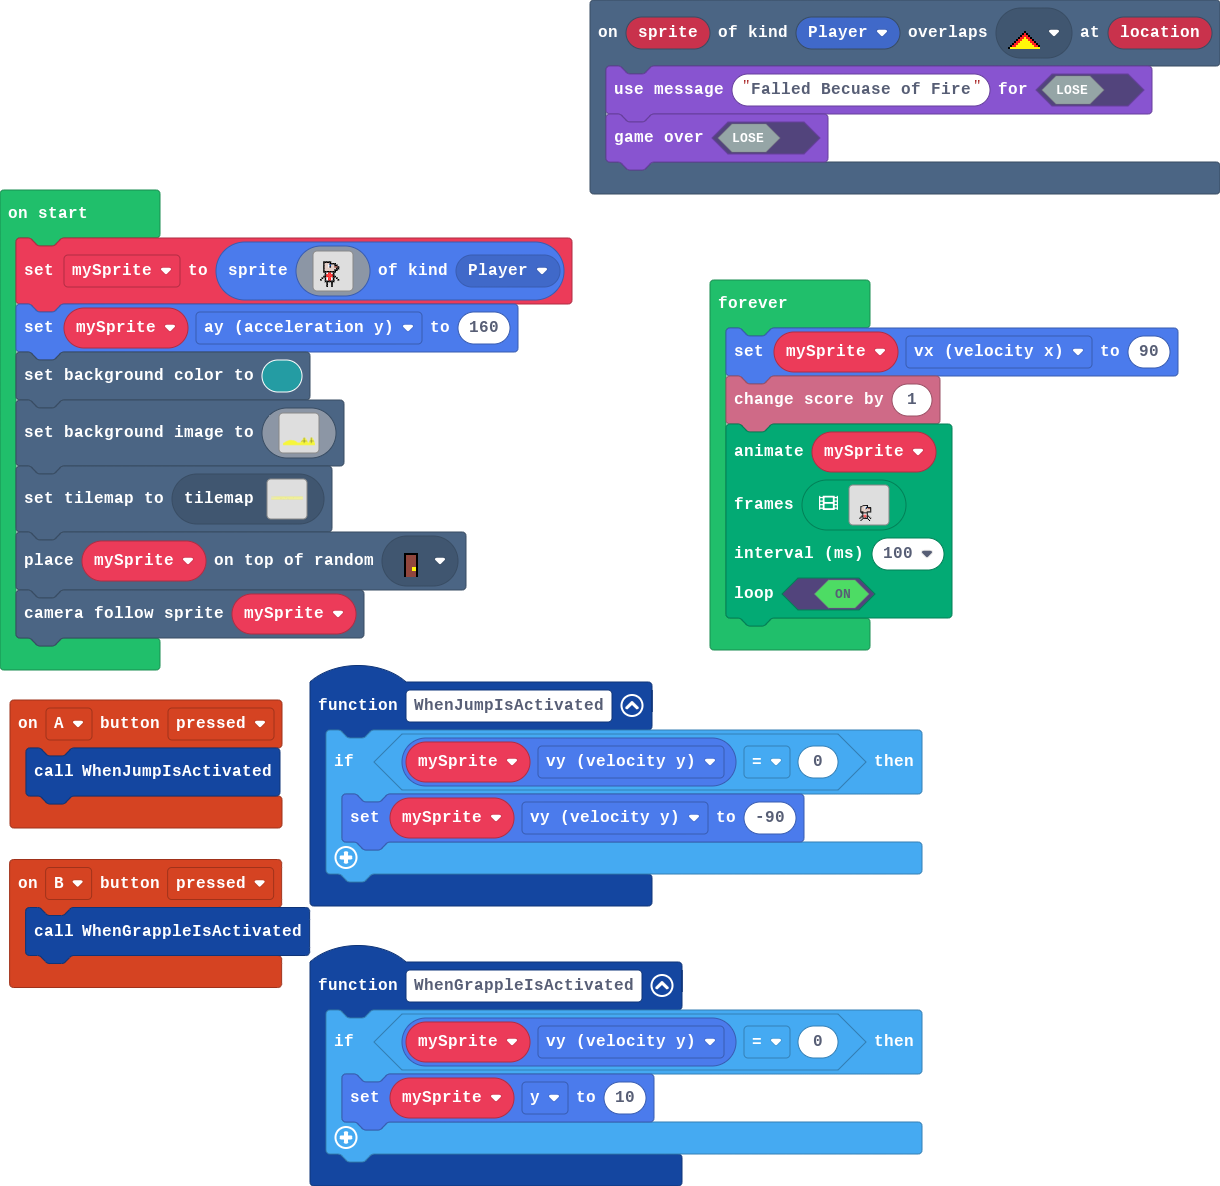 on sprite of kind Player overlaps at location
use message "Falled Becuase of Fire" for LOSE
game over LOSE
on start
set mySprite to sprite of kind Player
set mySprite ay (acceleration y) to 160
set background color to
set background image to
set tilemap to tilemap
place mySprite on top of random
camera follow sprite mySprite
forever
set mySprite vx (velocity x) to 90
change score by 1
animate mySprite
frames
interval (ms) 100
loop ON
on A button pressed
call WhenJumpIsActivated
function WhenJumpIsActivated
if mySprite vy (velocity y) = 0 then
set mySprite vy (velocity y) to -90
on B button pressed
call WhenGrappleIsActivated
function WhenGrappleIsActivated
if mySprite vy (velocity y) = 0 then
set mySprite y to 10